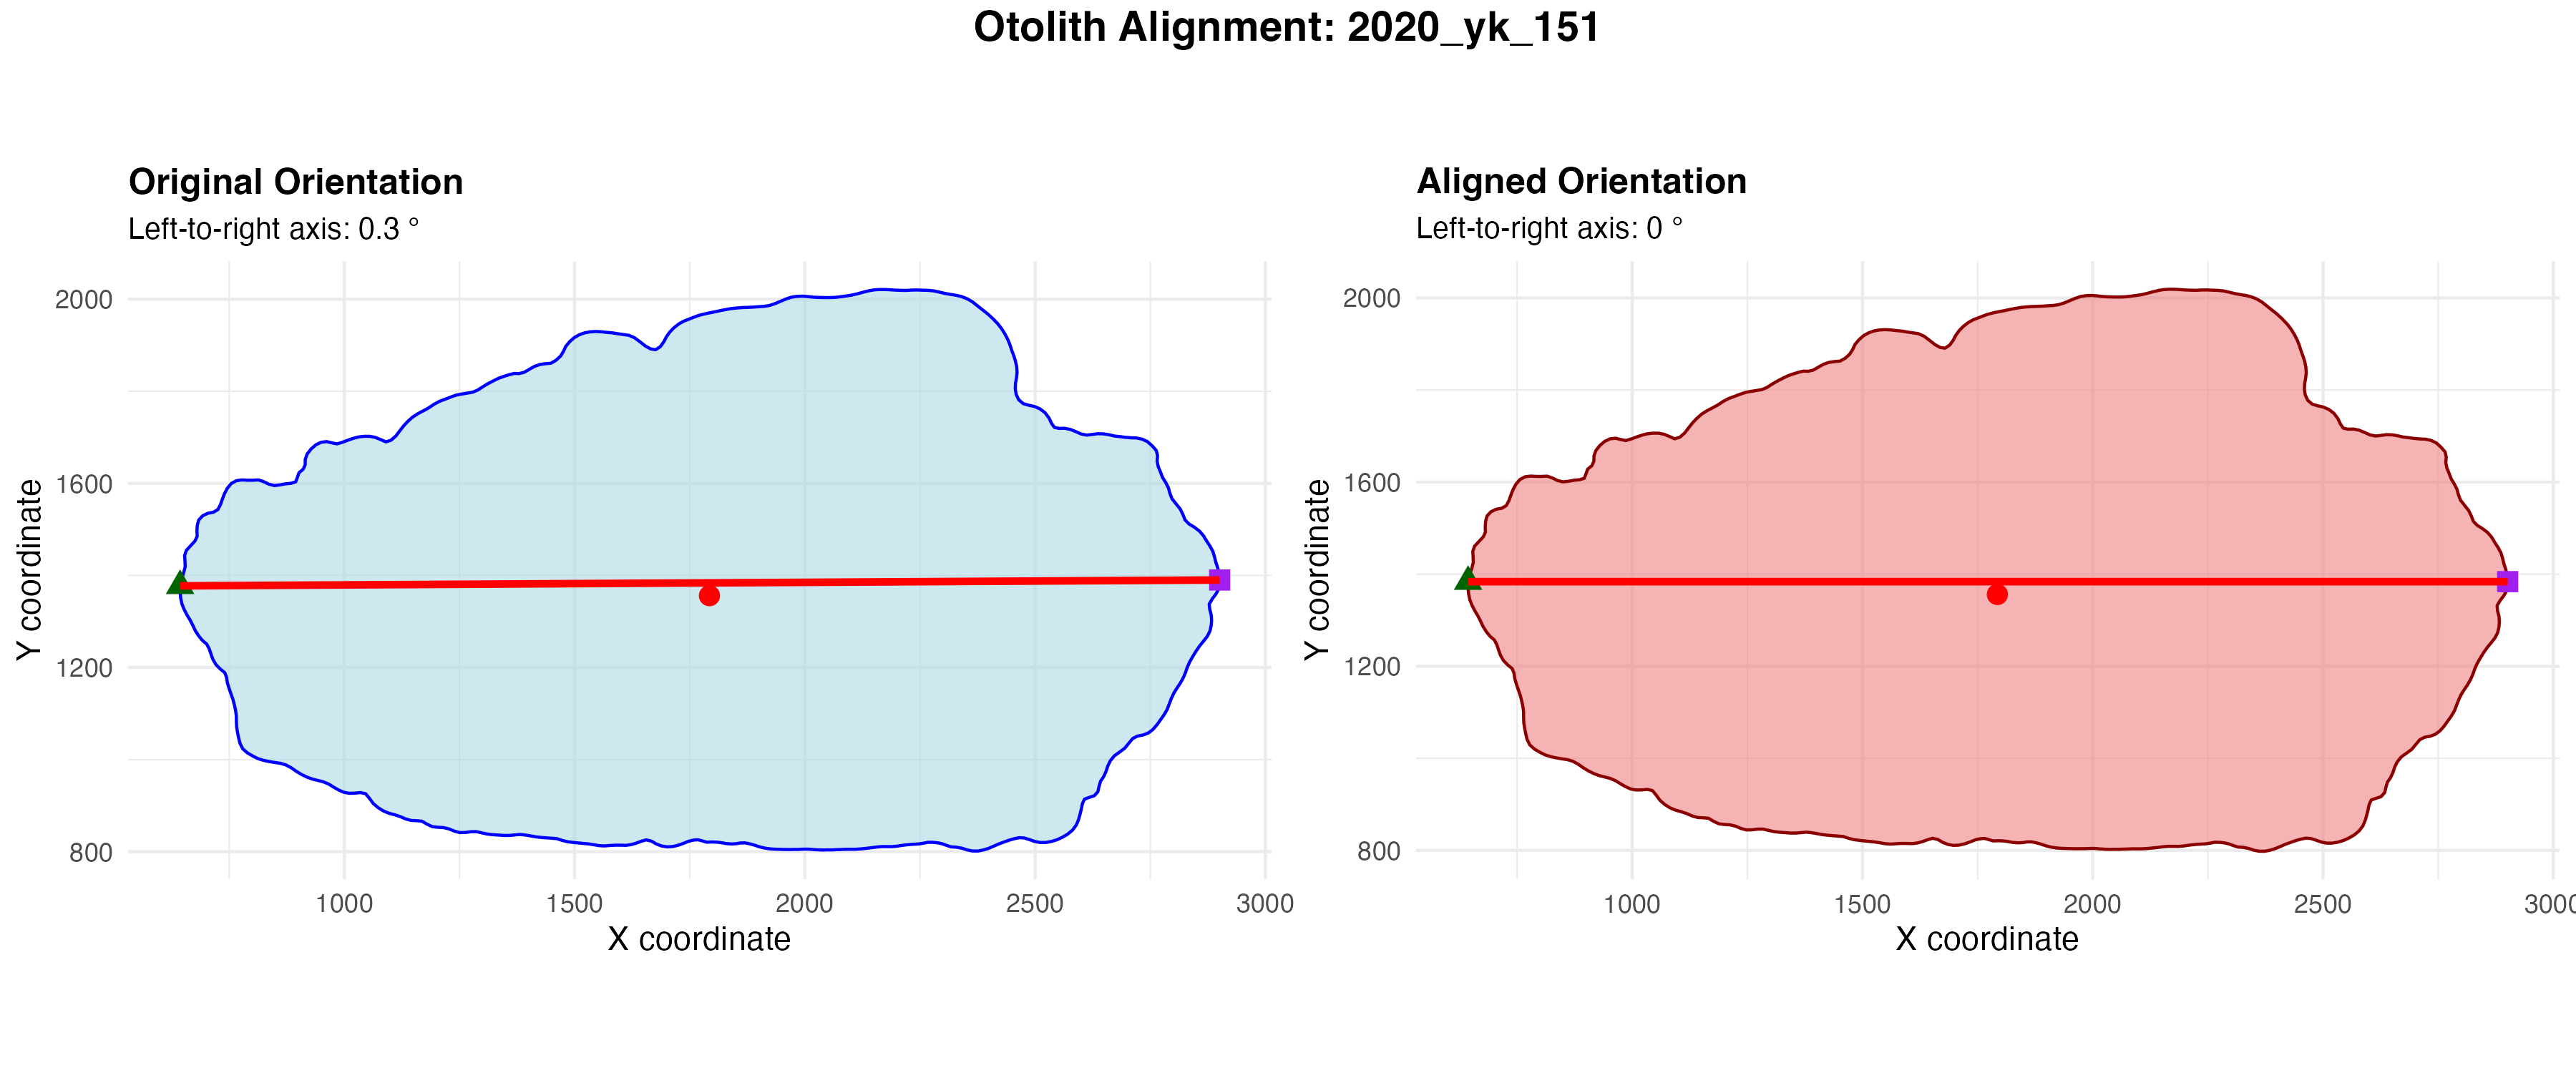 Otolith Alignment: 2020_yk_151
Original Orientation
Left-to-right axis: 0.3 °
2000
1600
1200
800
Y coordinate
1000
1500
2000
2500
3000
X coordinate
Aligned Orientation
Left-to-right axis: 0 °
2000
1600
1200
800
Y coordinate
1000
1500
2000
2500
3000
X coordinate